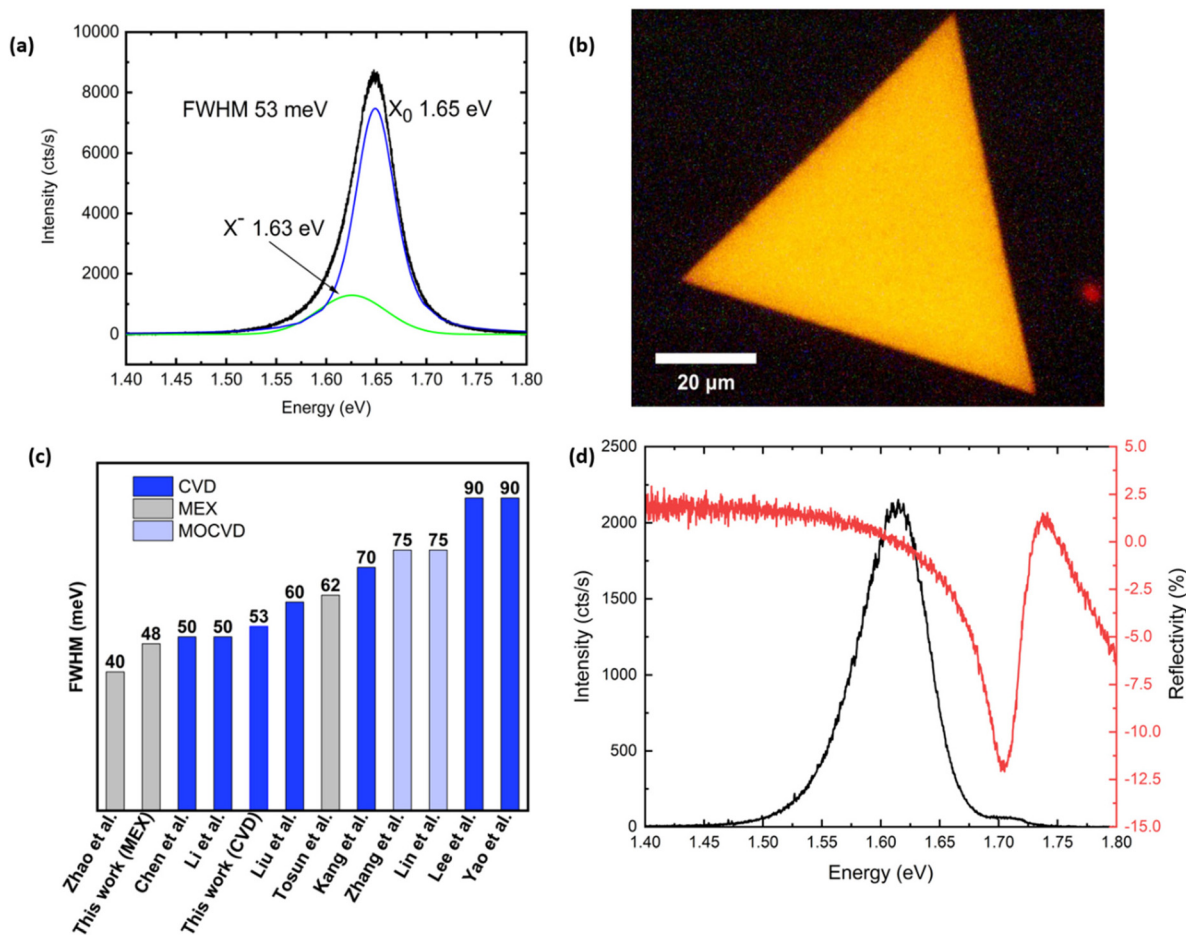 (a)
10000
8000
6000
4000
2000
0
Intensity (cts/s)
FWHM 53 meV
X0 1.65 eV
X- 1.63 eV
1.40 1.45 1.50 1.55 1.60 1.65 1.70 1.75 1.80
Energy (eV)
(b)
20 μm
(c)
CVD
MEX
MOCVD
FWHM (meV)
40 48 50 50 53 60 62 70 75 75 90 90
Zhao et al.
This work (MEX)
Chen et al.
Li et al.
This work (CVD)
Liu et al.
Tosun et al.
Kang et al.
Zhang et al.
Lin et al.
Lee et al.
Yao et al.
(d)
2500
2000
1500
1000
500
0
Intensity (cts/s)
5.0
2.5
0.0
-2.5
-5.0
-7.5
-10.0
-12.5
-15.0
Reflectivity (%)
1.40 1.45 1.50 1.55 1.60 1.65 1.70 1.75 1.80
Energy (eV)